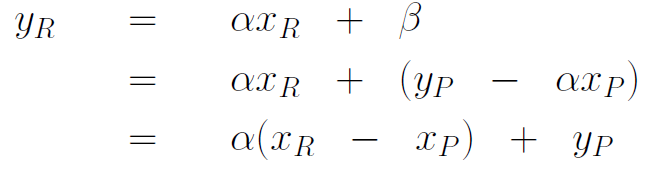 y_R = αx_R + β
= αx_R + (y_P − αx_P)
= α(x_R − x_P) + y_P